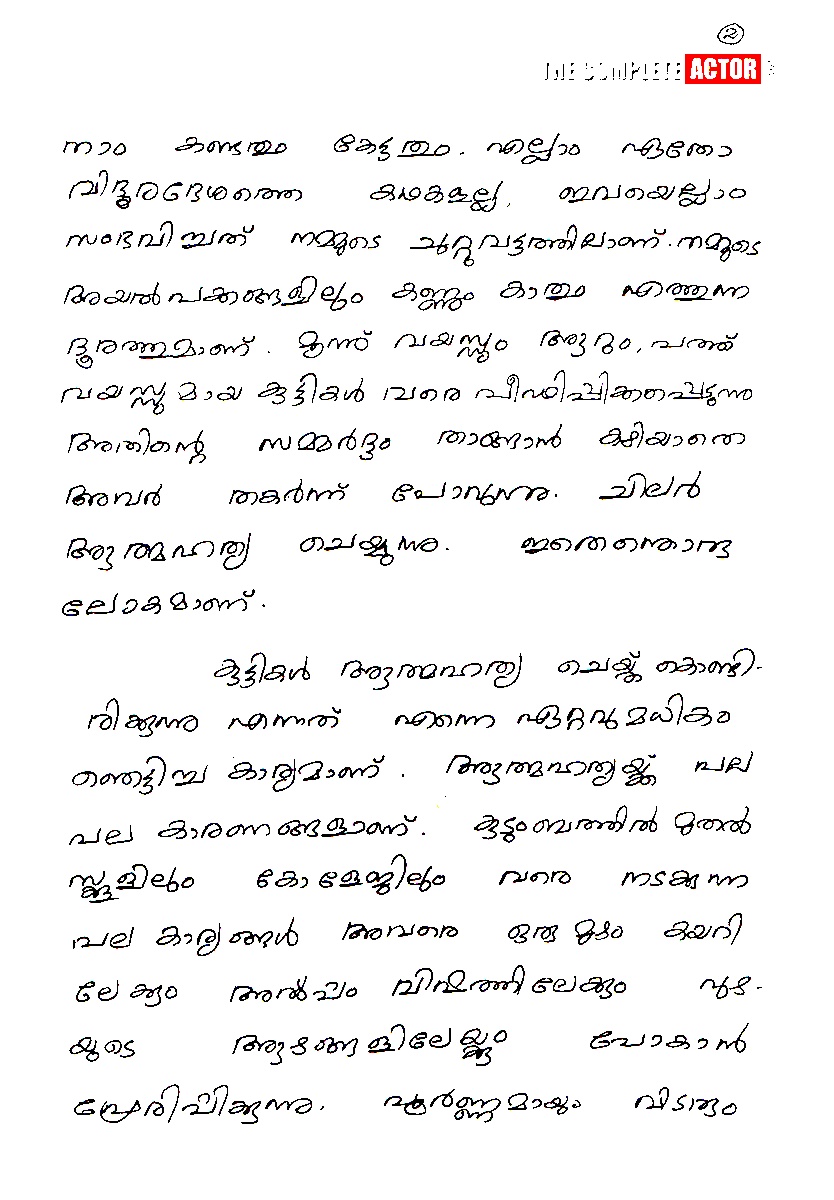 2
THE COMPLETE ACTOR
നാം കണ്ടതും കേട്ടതും. എല്ലാം ഏതോ
വിദൂരദേശത്തെ കഥകളല്ല, ഇവയെല്ലാം
സംഭവിച്ചത് നമ്മുടെ ചുറ്റുവട്ടത്തിലാണ്. നമ്മുടെ
അയൽപക്കങ്ങളിലും കണ്ണും കാതും എത്തുന്ന
ദൂരത്തുമാണ്. മൂന്ന് വയസ്സും ആറും, പത്ത്
വയസ്സുമായ കുട്ടികൾ വരെ പീഢിപ്പിക്കപ്പെടുന്നു
അതിന്റെ സമ്മർദ്ദം താങ്ങാൻ കഴിയാതെ
അവർ തകർന്ന് പോവുന്നു. ചിലർ
ആത്മഹത്യ ചെയ്യുന്നു. ഇതെന്തൊരു
ലോകമാണ്.
കുട്ടികൾ ആത്മഹത്യ ചെയ്ത് കൊണ്ടി-
രിക്കുന്നു എന്നത് എന്നെ ഏറ്റവുമധികം
ഞെട്ടിച്ച കാര്യമാണ്. ആത്മഹത്യയ്ക്ക് പല
പല കാരണങ്ങളാണ്. കുടുംബത്തിൽ മുതൽ
സ്കൂളിലും കോളേജിലും വരെ നടക്കുന്ന
പല കാര്യങ്ങൾ അവരെ ഒരു മുഴം കയറി
ലേക്കും അൽപ്പം വിഷത്തിലേക്കും പുഴ-
യുടെ ആഴങ്ങളിലേയ്ക്കും പോകാൻ
പ്രേരിപ്പിക്കുന്നു. പൂർണ്ണമായും വിടരും